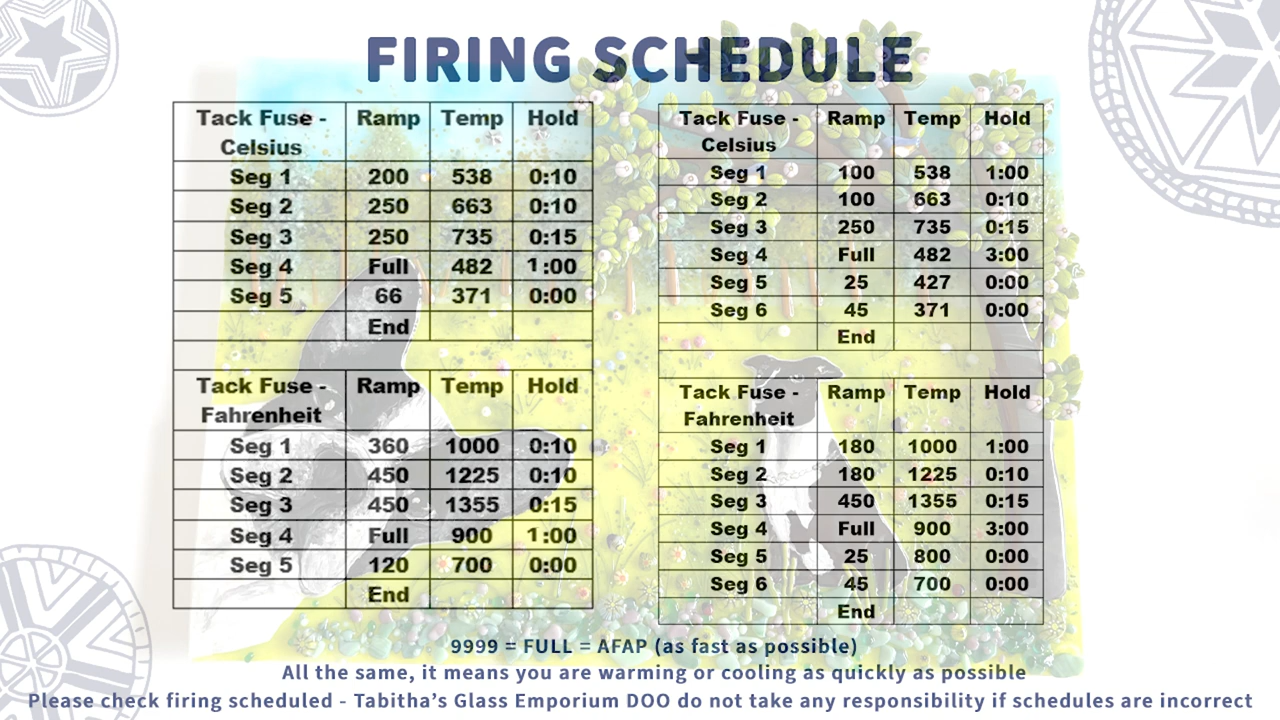 FIRING SCHEDULE
Tack Fuse - Celsius Ramp Temp Hold
Seg 1 200 538 0:10
Seg 2 250 663 0:10
Seg 3 250 735 0:15
Seg 4 Full 482 1:00
Seg 5 66 371 0:00
End
Tack Fuse - Fahrenheit Ramp Temp Hold
Seg 1 360 1000 0:10
Seg 2 450 1225 0:10
Seg 3 450 1355 0:15
Seg 4 Full 900 1:00
Seg 5 120 700 0:00
End
Tack Fuse - Celsius Ramp Temp Hold
Seg 1 100 538 1:00
Seg 2 100 663 0:10
Seg 3 250 735 0:15
Seg 4 Full 482 3:00
Seg 5 25 427 0:00
Seg 6 45 371 0:00
End
Tack Fuse - Fahrenheit Ramp Temp Hold
Seg 1 180 1000 1:00
Seg 2 180 1225 0:10
Seg 3 450 1355 0:15
Seg 4 Full 900 3:00
Seg 5 25 800 0:00
Seg 6 45 700 0:00
End
9999 = FULL = AFAP (as fast as possible)
All the same, it means you are warming or cooling as quickly as possible
Please check firing scheduled - Tabitha's Glass Emporium DOO do not take any responsibility if schedules are incorrect